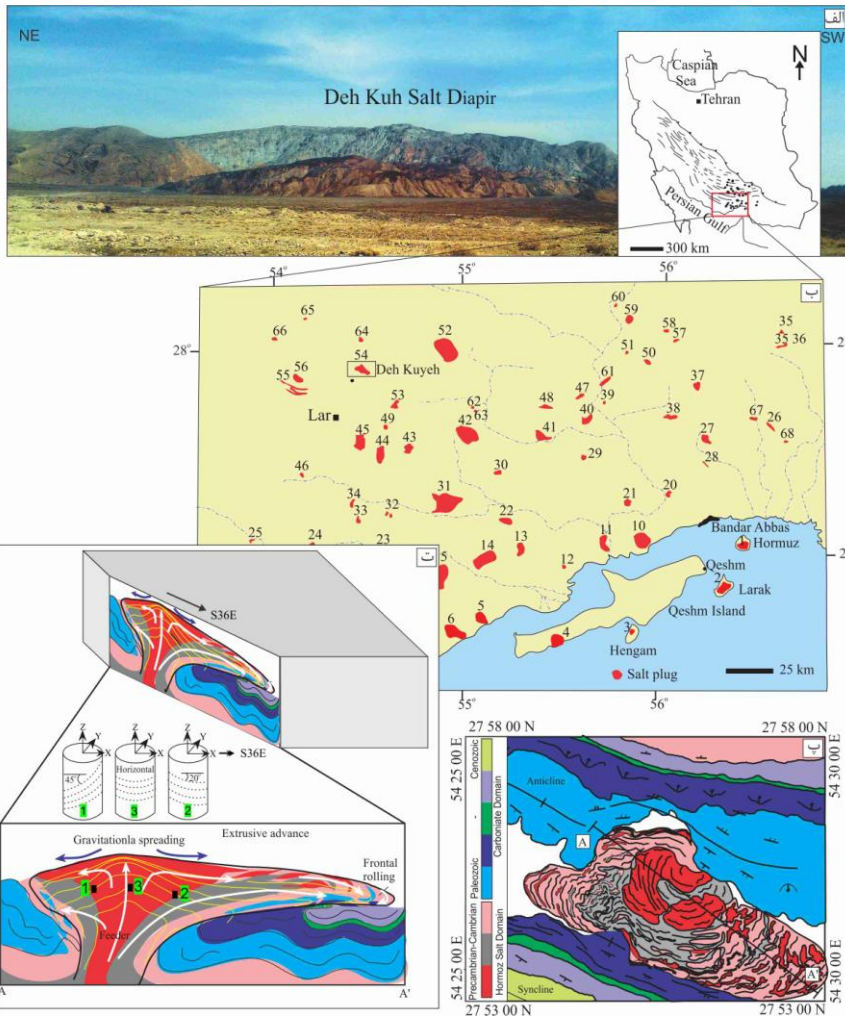 الف
NE
SW
Deh Kuh Salt Diapir
Caspian
Sea
Tehran
N
Persian Gulf
300 km
ب
54°
55°
56°
65
66
64
52
60
59
58
57
35
35
36
28°
54
Deh Kuyeh
51
50
56
55
61
37
53
62
63
48
47
39
Lar
49
42
41
40
38
67
26
68
45
44
43
27
29
28
46
30
34
31
21
20
33
32
22
25
24
23
14
13
11
10
Bandar Abbas
1
Hormuz
12
Qeshm
2
Larak
5
6
Qeshm Island
4
3
Hengam
Salt plug
25 km
55
56
ت
S36E
Z
Y
X
Z
Y
X
Z
Y
X
S36E
45°
Horizontal
20°
1
3
2
Gravitationla spreading
Extrusive advance
Frontal
rolling
1
3
2
Feeder
A
A'
27 58 00 N
27 58 00 N
پ
54 25 00 E
54 30 00 E
Cenozoic
-
Paleozoic
Carboniate Domain
Precambrian-Cambrian
Hormoz Salt Domain
Anticline
A
A'
Syncline
54 25 00 E
54 30 00 E
27 53 00 N
27 53 00 N